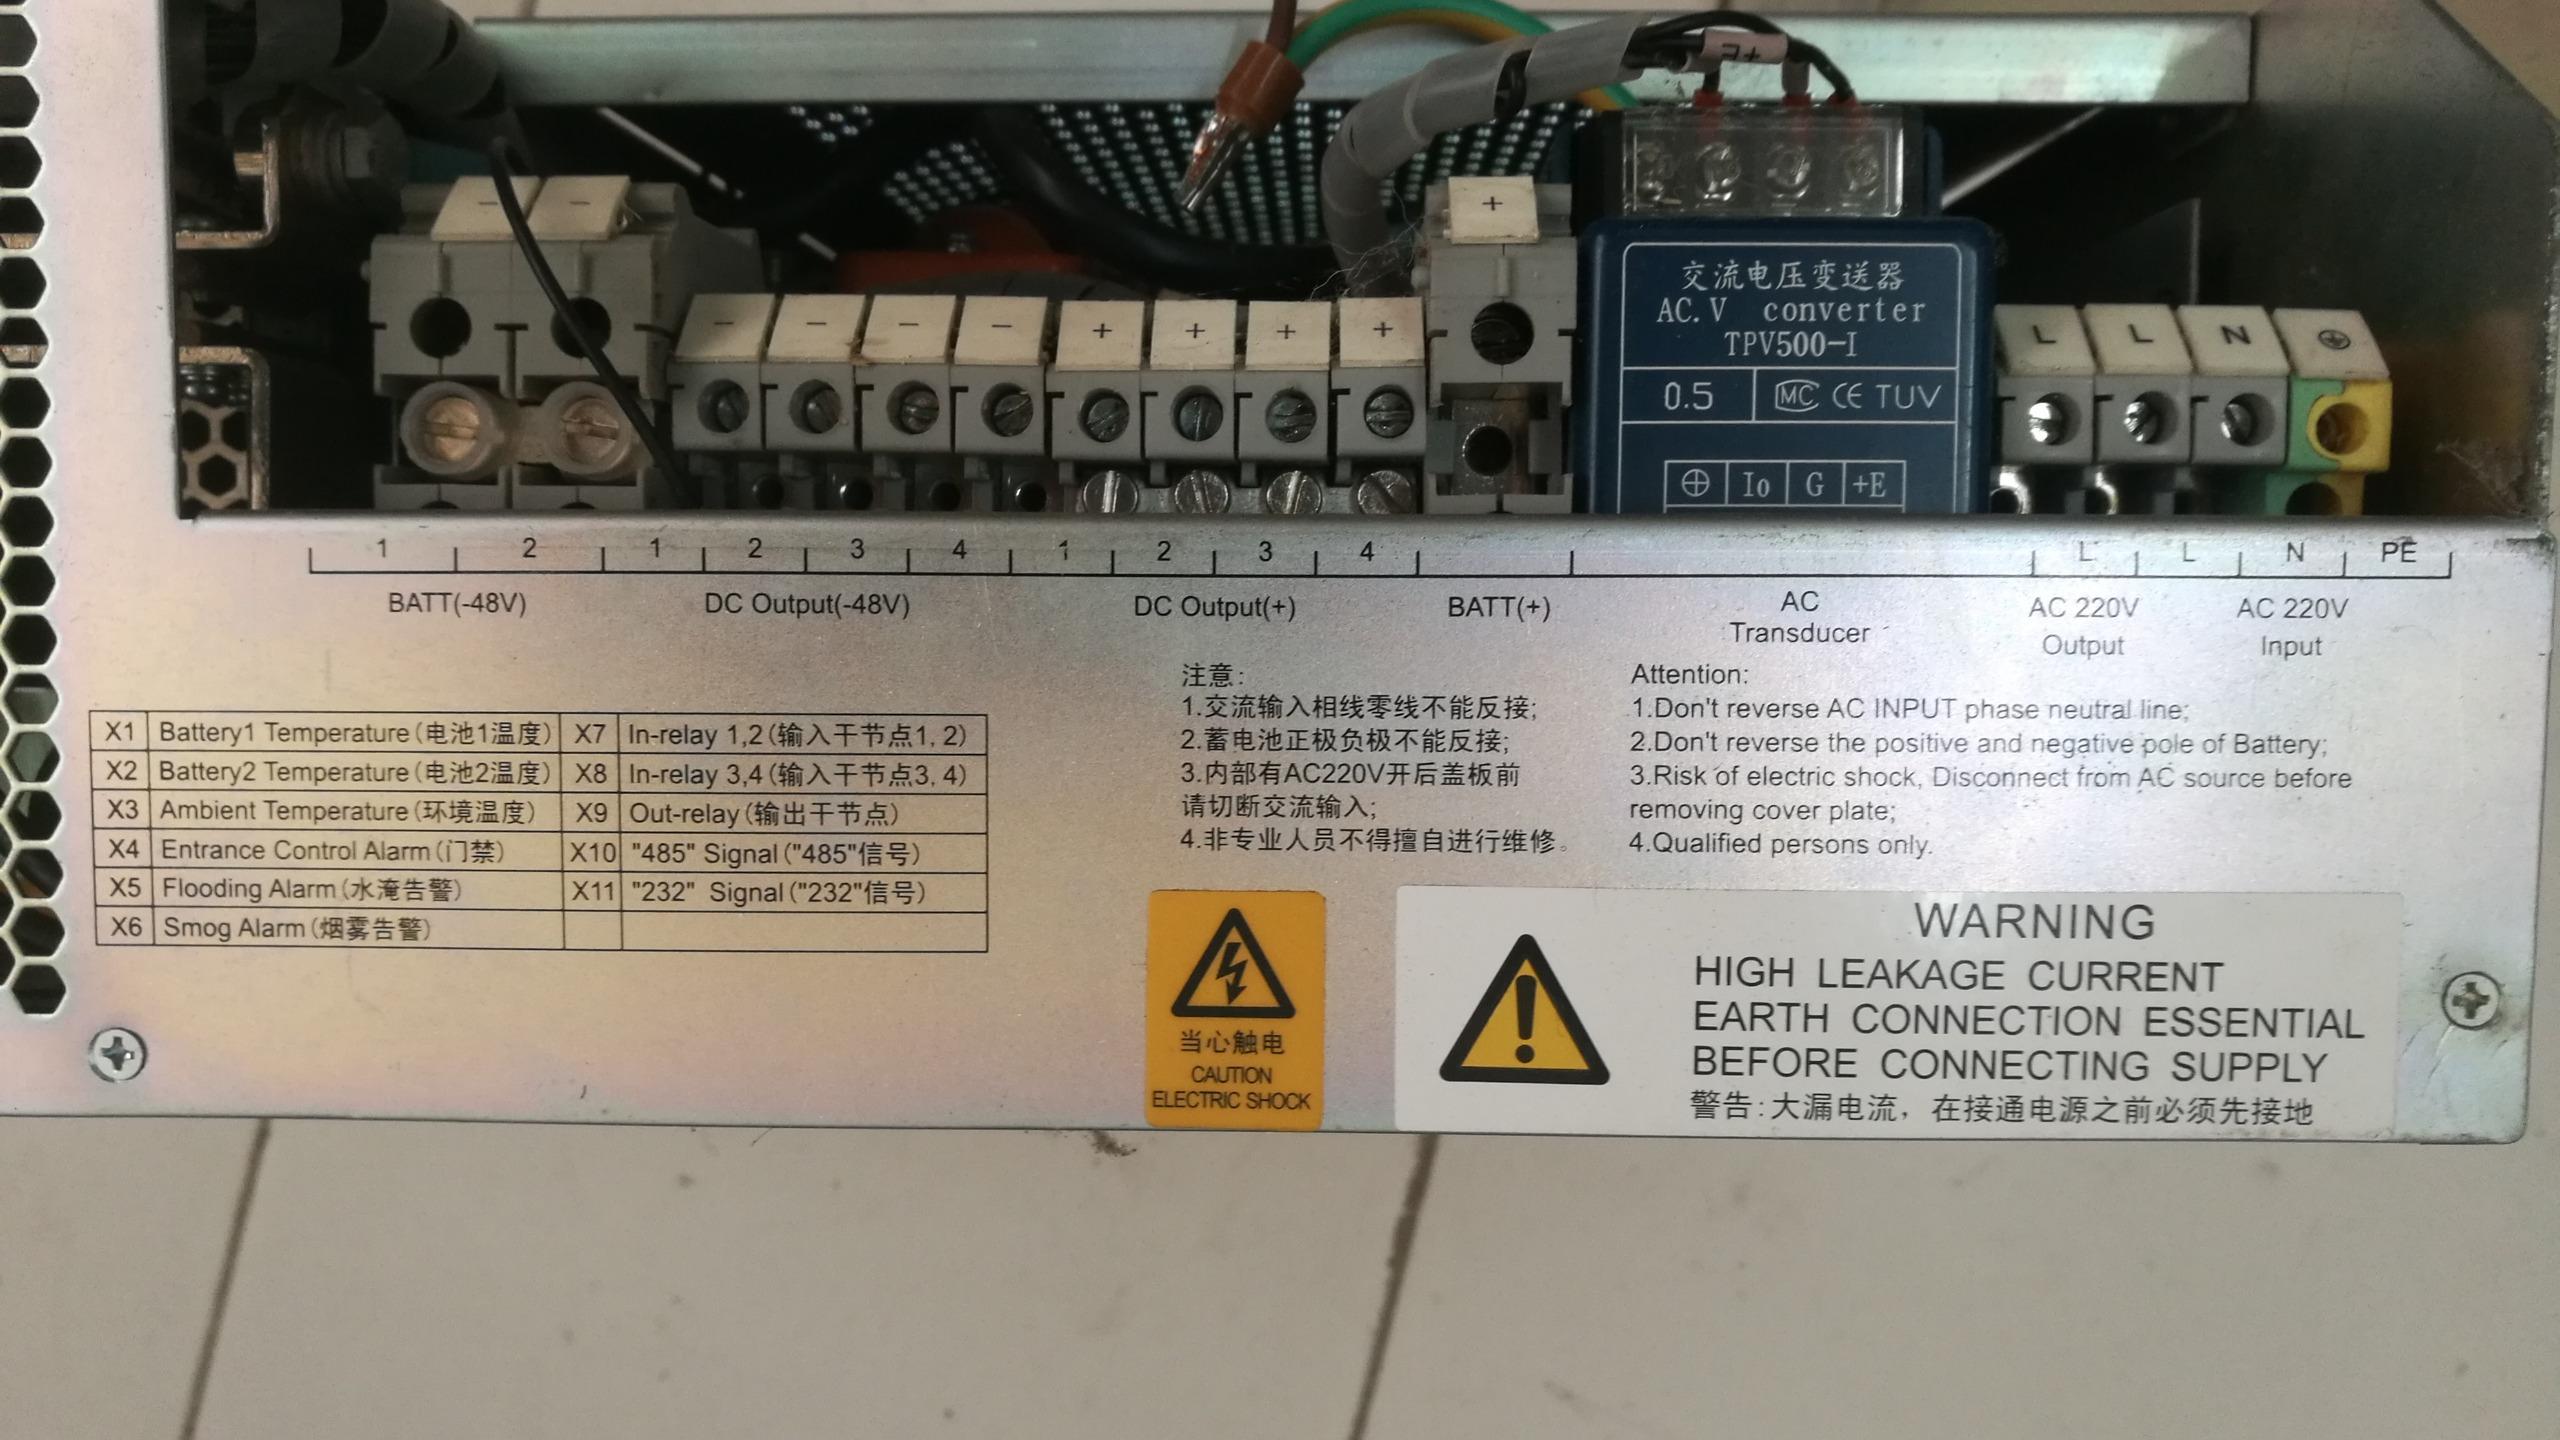 2+
- -
+
- - - - + + + +
交流电压变送器
AC.V converter
TPV500-I
0.5 MC CE TUV
⊕ Io G +E
L L N ⏚
1 2 1 2 3 4 1 2 3 4 L L N PE
BATT(-48V) DC Output(-48V) DC Output(+) BATT(+)
AC
Transducer
AC 220V
Output
AC 220V
Input
X1 Battery1 Temperature(电池1温度) X7 In-relay 1,2(输入干节点1, 2)
X2 Battery2 Temperature(电池2温度) X8 In-relay 3,4(输入干节点3, 4)
X3 Ambient Temperature(环境温度) X9 Out-relay(输出干节点)
X4 Entrance Control Alarm(门禁) X10 "485" Signal("485"信号)
X5 Flooding Alarm(水淹告警) X11 "232" Signal("232"信号)
X6 Smog Alarm(烟雾告警)
注意:
1.交流输入相线零线不能反接;
2.蓄电池正极负极不能反接;
3.内部有AC220V开后盖板前
请切断交流输入;
4.非专业人员不得擅自进行维修。
Attention:
1.Don't reverse AC INPUT phase neutral line;
2.Don't reverse the positive and negative pole of Battery;
3.Risk of electric shock, Disconnect from AC source before
removing cover plate;
4.Qualified persons only.
当心触电
CAUTION
ELECTRIC SHOCK
WARNING
HIGH LEAKAGE CURRENT
EARTH CONNECTION ESSENTIAL
BEFORE CONNECTING SUPPLY
警告:大漏电流，在接通电源之前必须先接地